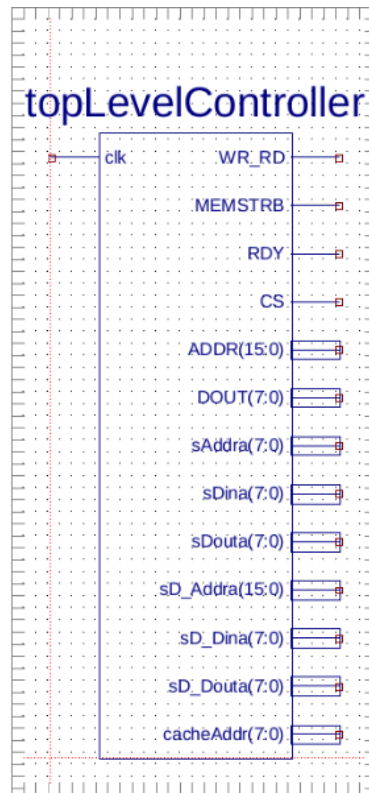 topLevelController
clk WR_RD
MEMSTRB
RDY
CS
ADDR(15:0)
DOUT(7:0)
sAddra(7:0)
sDina(7:0)
sDouta(7:0)
sD_Addra(15:0)
sD_Dina(7:0)
sD_Douta(7:0)
cacheAddr(7:0)